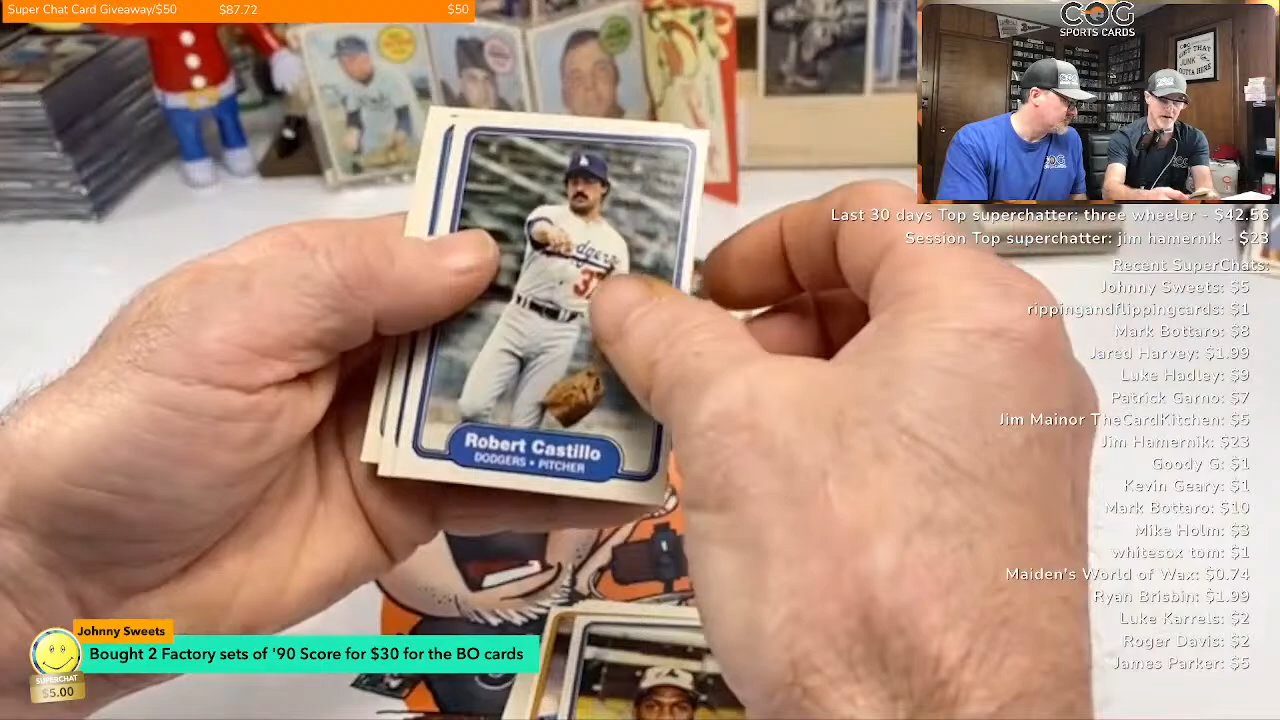 Super Chat Card Giveaway/$50 $87.72 $50
COG
SPORTS CARDS
Last 30 days Top superchatter: three wheeler - $42.56
Session Top superchatter: jim hamernik - $23
Recent SuperChats:
Johnny Sweets: $5
rippingandflippingcards: $1
Mark Bottaro: $8
Jared Harvey: $1.99
Luke Hadley: $9
Patrick Garno: $7
Jim Mainor TheCardKitchen: $5
Goody G: $1
Kevin Geary: $1
Mark Bottaro: $10
Mike Holm: $3
whitesox tom: $1
Maiden's World of Wax: $0.74
Ryan Brisbin: $1.99
Luke Karrels: $2
Roger Davis: $2
James Parker: $5
Dodgers
37
Robert Castillo
DODGERS • PITCHER
Johnny Sweets
Bought 2 Factory sets of '90 Score for $30 for the BO cards
SUPERCHAT
$5.00